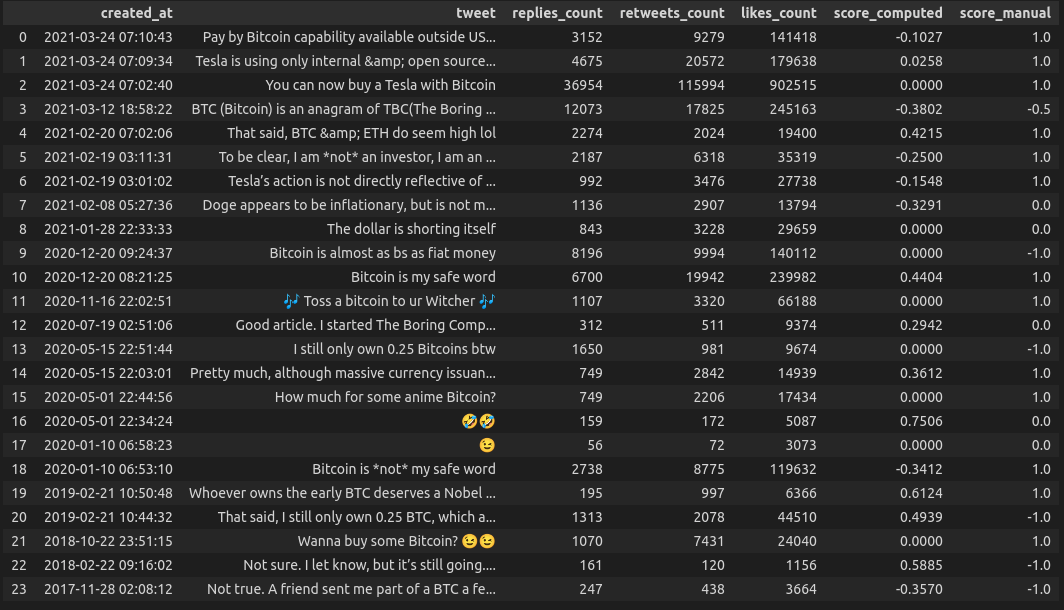 created_at tweet replies_count retweets_count likes_count score_computed score_manual
0 2021-03-24 07:10:43 Pay by Bitcoin capability available outside US... 3152 9279 141418 -0.1027 1.0
1 2021-03-24 07:09:34 Tesla is using only internal &amp; open source... 4675 20572 179638 0.0258 1.0
2 2021-03-24 07:02:40 You can now buy a Tesla with Bitcoin 36954 115994 902515 0.0000 1.0
3 2021-03-12 18:58:22 BTC (Bitcoin) is an anagram of TBC(The Boring ... 12073 17825 245163 -0.3802 -0.5
4 2021-02-20 07:02:06 That said, BTC &amp; ETH do seem high lol 2274 2024 19400 0.4215 1.0
5 2021-02-19 03:11:31 To be clear, I am *not* an investor, I am an ... 2187 6318 35319 -0.2500 1.0
6 2021-02-19 03:01:02 Tesla’s action is not directly reflective of ... 992 3476 27738 -0.1548 1.0
7 2021-02-08 05:27:36 Doge appears to be inflationary, but is not m... 1136 2907 13794 -0.3291 0.0
8 2021-01-28 22:33:33 The dollar is shorting itself 843 3228 29659 0.0000 0.0
9 2020-12-20 09:24:37 Bitcoin is almost as bs as fiat money 8196 9994 140112 0.0000 -1.0
10 2020-12-20 08:21:25 Bitcoin is my safe word 6700 19942 239982 0.4404 1.0
11 2020-11-16 22:02:51 🎶 Toss a bitcoin to ur Witcher 🎶 1107 3320 66188 0.0000 1.0
12 2020-07-19 02:51:06 Good article. I started The Boring Comp... 312 511 9374 0.2942 0.0
13 2020-05-15 22:51:44 I still only own 0.25 Bitcoins btw 1650 981 9674 0.0000 -1.0
14 2020-05-15 22:03:01 Pretty much, although massive currency issuan... 749 2842 14939 0.3612 1.0
15 2020-05-01 22:44:56 How much for some anime Bitcoin? 749 2206 17434 0.0000 1.0
16 2020-05-01 22:34:24 🤣🤣 159 172 5087 0.7506 0.0
17 2020-01-10 06:58:23 😉 56 72 3073 0.0000 0.0
18 2020-01-10 06:53:10 Bitcoin is *not* my safe word 2738 8775 119632 -0.3412 1.0
19 2019-02-21 10:50:48 Whoever owns the early BTC deserves a Nobel ... 195 997 6366 0.6124 1.0
20 2019-02-21 10:44:32 That said, I still only own 0.25 BTC, which a... 1313 2078 44510 0.4939 -1.0
21 2018-10-22 23:51:15 Wanna buy some Bitcoin? 😉😉 1070 7431 24040 0.0000 1.0
22 2018-02-22 09:16:02 Not sure. I let know, but it’s still going.... 161 120 1156 0.5885 -1.0
23 2017-11-28 02:08:12 Not true. A friend sent me part of a BTC a fe... 247 438 3664 -0.3570 -1.0